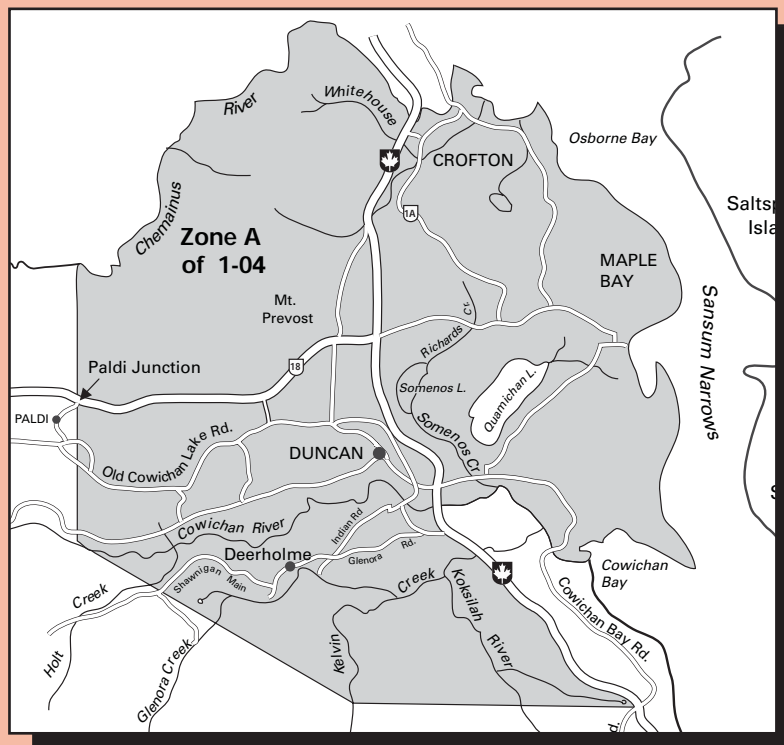 River
Whitehouse
Osborne Bay
CROFTON
Chemainus
1A
Zone A
of 1-04
MAPLE
BAY
Sansum Narrows
Mt.
Prevost
Richards Cr.
18
Paldi Junction
Somenos L.
Quamichan L.
PALDI
Old Cowichan Lake Rd.
Somenos Cr.
DUNCAN
Cowichan River
Indian Rd
Deerholme
Glenora Rd.
Shawnigan Main
Creek
Koksilah River
Cowichan
Bay
Holt Creek
Cowichan Bay Rd.
Glenora Creek
Kelvin